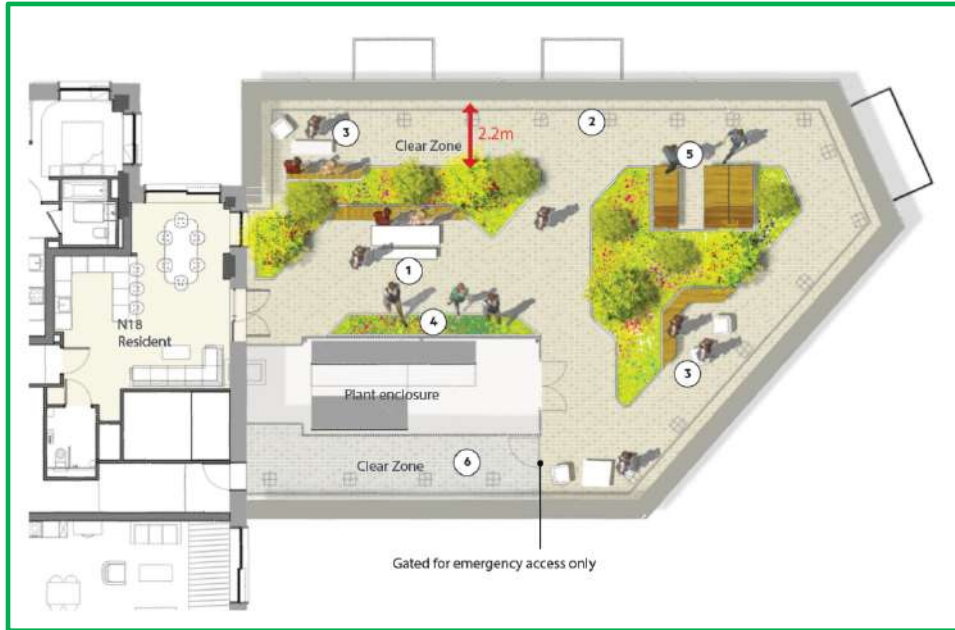 2
3
Clear Zone
2.2m
5
1
N18
Resident
4
Plant enclosure
3
Clear Zone
6
Gated for emergency access only